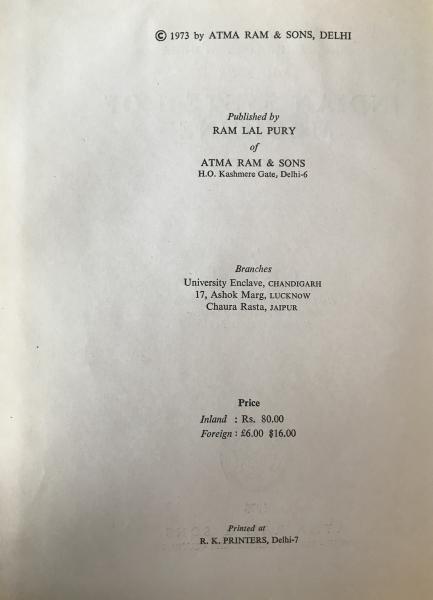 © 1973 by ATMA RAM & SONS, DELHI
Published by
RAM LAL PURY
of
ATMA RAM & SONS
H.O. Kashmere Gate, Delhi-6
Branches
University Enclave, CHANDIGARH
17, Ashok Marg, LUCKNOW
Chaura Rasta, JAIPUR
Price
Inland : Rs. 80.00
Foreign : £6.00 $16.00
Printed at
R. K. PRINTERS, Delhi-7